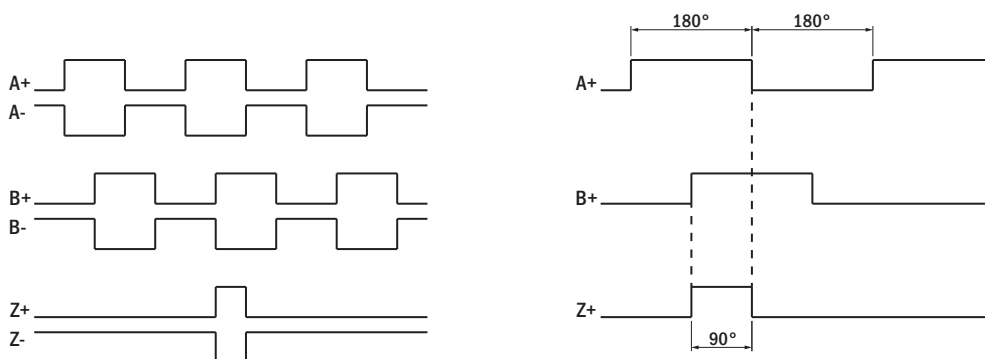 A+
A-
B+
B-
Z+
Z-
180° 180°
A+
B+
Z+
90°